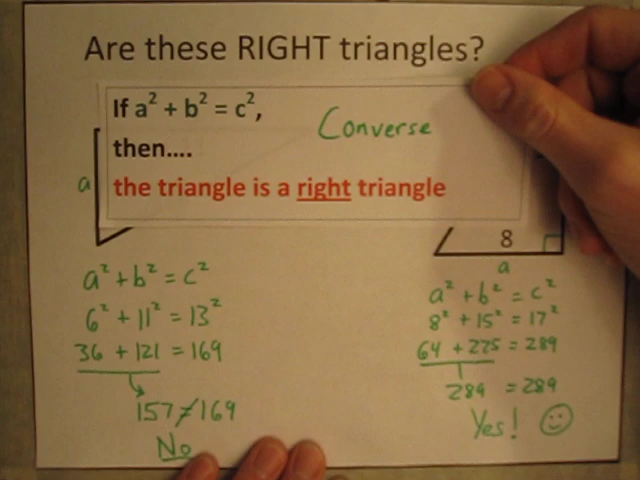 Are these RIGHT triangles?
If a² + b² = c²,
Converse
then....
the triangle is a right triangle
a
8
a
a² + b² = c²
6² + 11² = 13²
36 + 121 = 169
157 ≠ 169
No
a² + b² = c²
8² + 15² = 17²
64 + 225 = 289
289 = 289
Yes! ☺